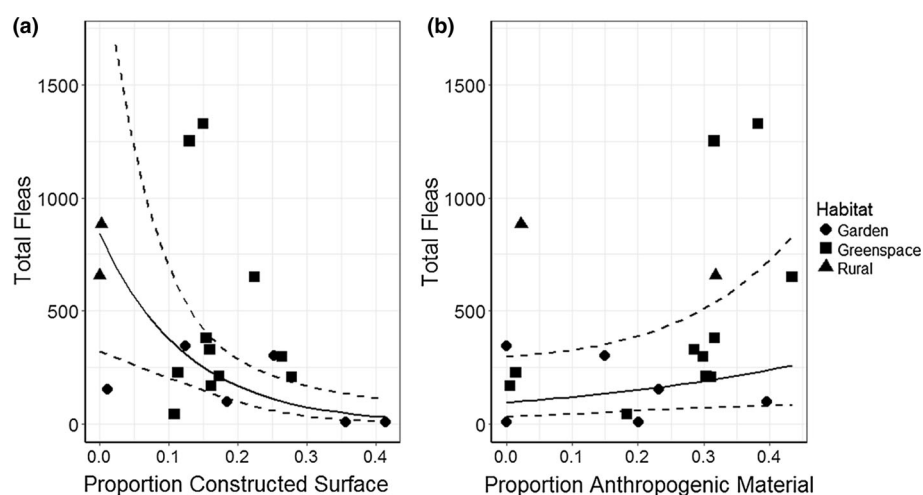 (a)
Total Fleas
1500
1000
500
0
0.0 0.1 0.2 0.3 0.4
Proportion Constructed Surface
(b)
Total Fleas
1500
1000
500
0
0.0 0.1 0.2 0.3 0.4
Proportion Anthropogenic Material
Habitat
Garden
Greenspace
Rural